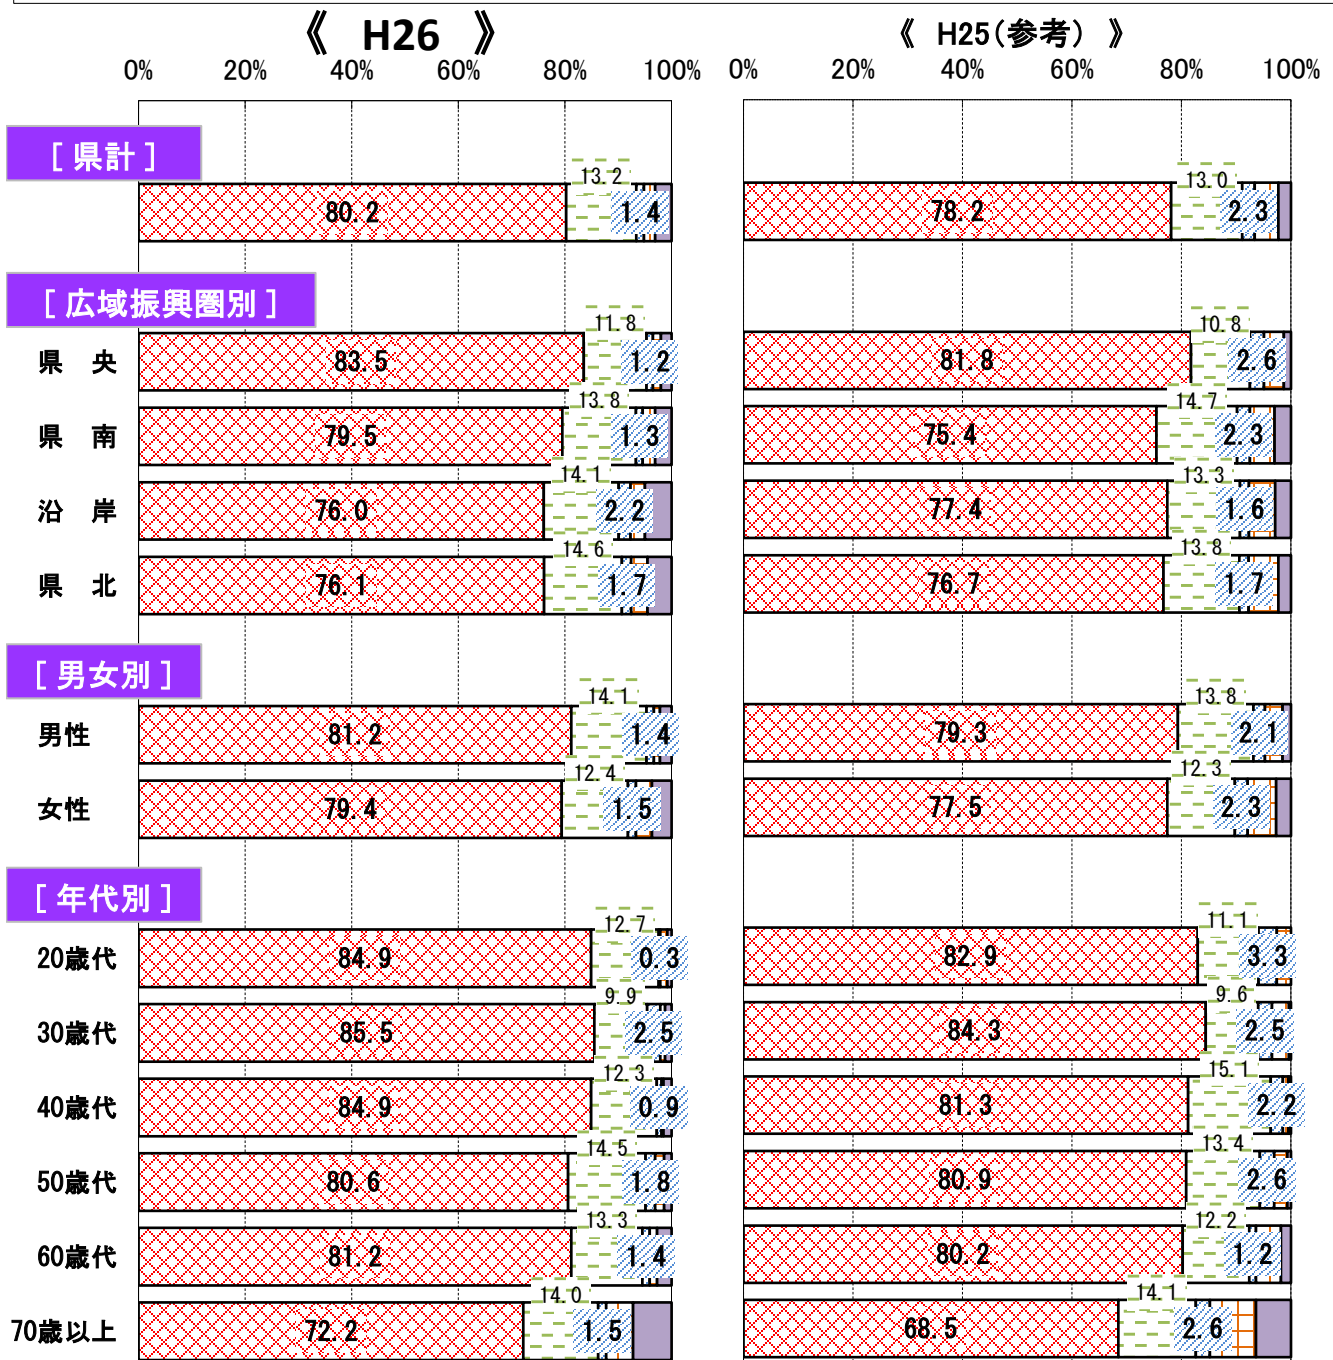 《 H26 》
《 H25(参考) 》
0% 20% 40% 60% 80% 100%
0% 20% 40% 60% 80% 100%
[ 県計 ]
80.2 13.2 1.4
78.2 13.0 2.3
[ 広域振興圏別 ]
県 央 83.5 11.8 1.2
81.8 10.8 2.6
県 南 79.5 13.8 1.3
75.4 14.7 2.3
沿 岸 76.0 14.1 2.2
77.4 13.3 1.6
県 北 76.1 14.6 1.7
76.7 13.8 1.7
[ 男女別 ]
男性 81.2 14.1 1.4
79.3 13.8 2.1
女性 79.4 12.4 1.5
77.5 12.3 2.3
[ 年代別 ]
20歳代 84.9 12.7 0.3
82.9 11.1 3.3
30歳代 85.5 9.9 2.5
84.3 9.6 2.5
40歳代 84.9 12.3 0.9
81.3 15.1 2.2
50歳代 80.6 14.5 1.8
80.9 13.4 2.6
60歳代 81.2 13.3 1.4
80.2 12.2 1.2
70歳以上 72.2 14.0 1.5
68.5 14.1 2.6